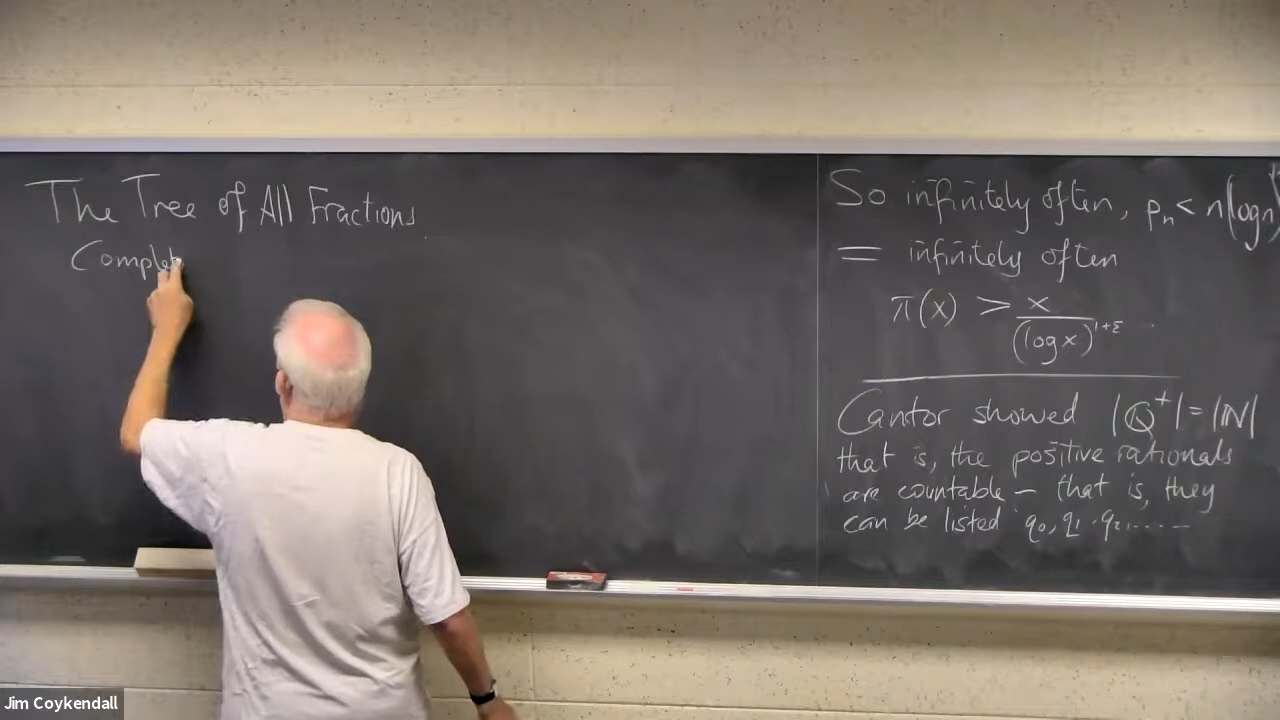 The Tree of All Fractions
Complet
So infinitely often, pn < n(logn)
= infinitely often
π(x) > x
(log x)^1+ε
Cantor showed |Q+| = |N|
that is, the positive rationals
are countable — that is, they
can be listed q0, q1, q2, .....
Jim Coykendall